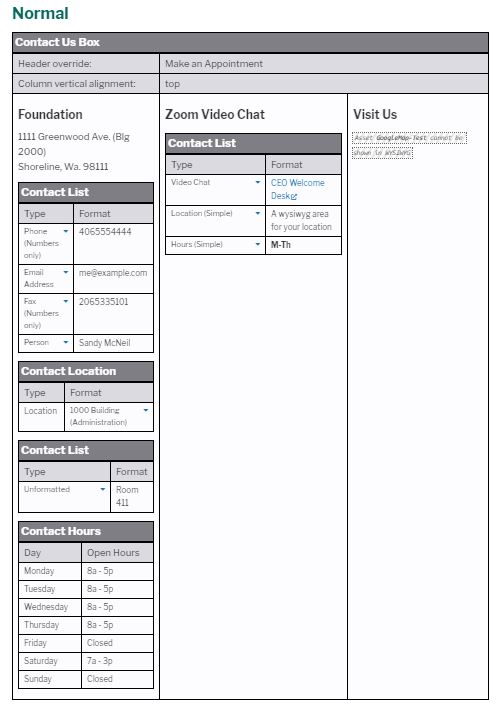 Normal
Contact Us Box
Header override: Make an Appointment
Column vertical alignment: top
Foundation
1111 Greenwood Ave. (Blg
2000)
Shoreline, Wa. 98111
Contact List
Type Format
Phone
(Numbers
only)
4065554444
Email
Address
me@example.com
Fax
(Numbers
only)
2065335101
Person Sandy McNeil
Contact Location
Type Format
Location
1000 Building
(Administration)
Contact List
Type Format
Unformatted
Room
411
Contact Hours
Day Open Hours
Monday 8a - 5p
Tuesday 8a - 5p
Wednesday 8a - 5p
Thursday 8a - 5p
Friday Closed
Saturday 7a - 3p
Sunday Closed
Zoom Video Chat
Contact List
Type Format
Video Chat
CEO Welcome
Desk
Location (Simple)
A wysiwyg area
for your location
Hours (Simple) M-Th
Visit Us
Asset GoogleMap-Test cannot be
shown in WYSIWYG